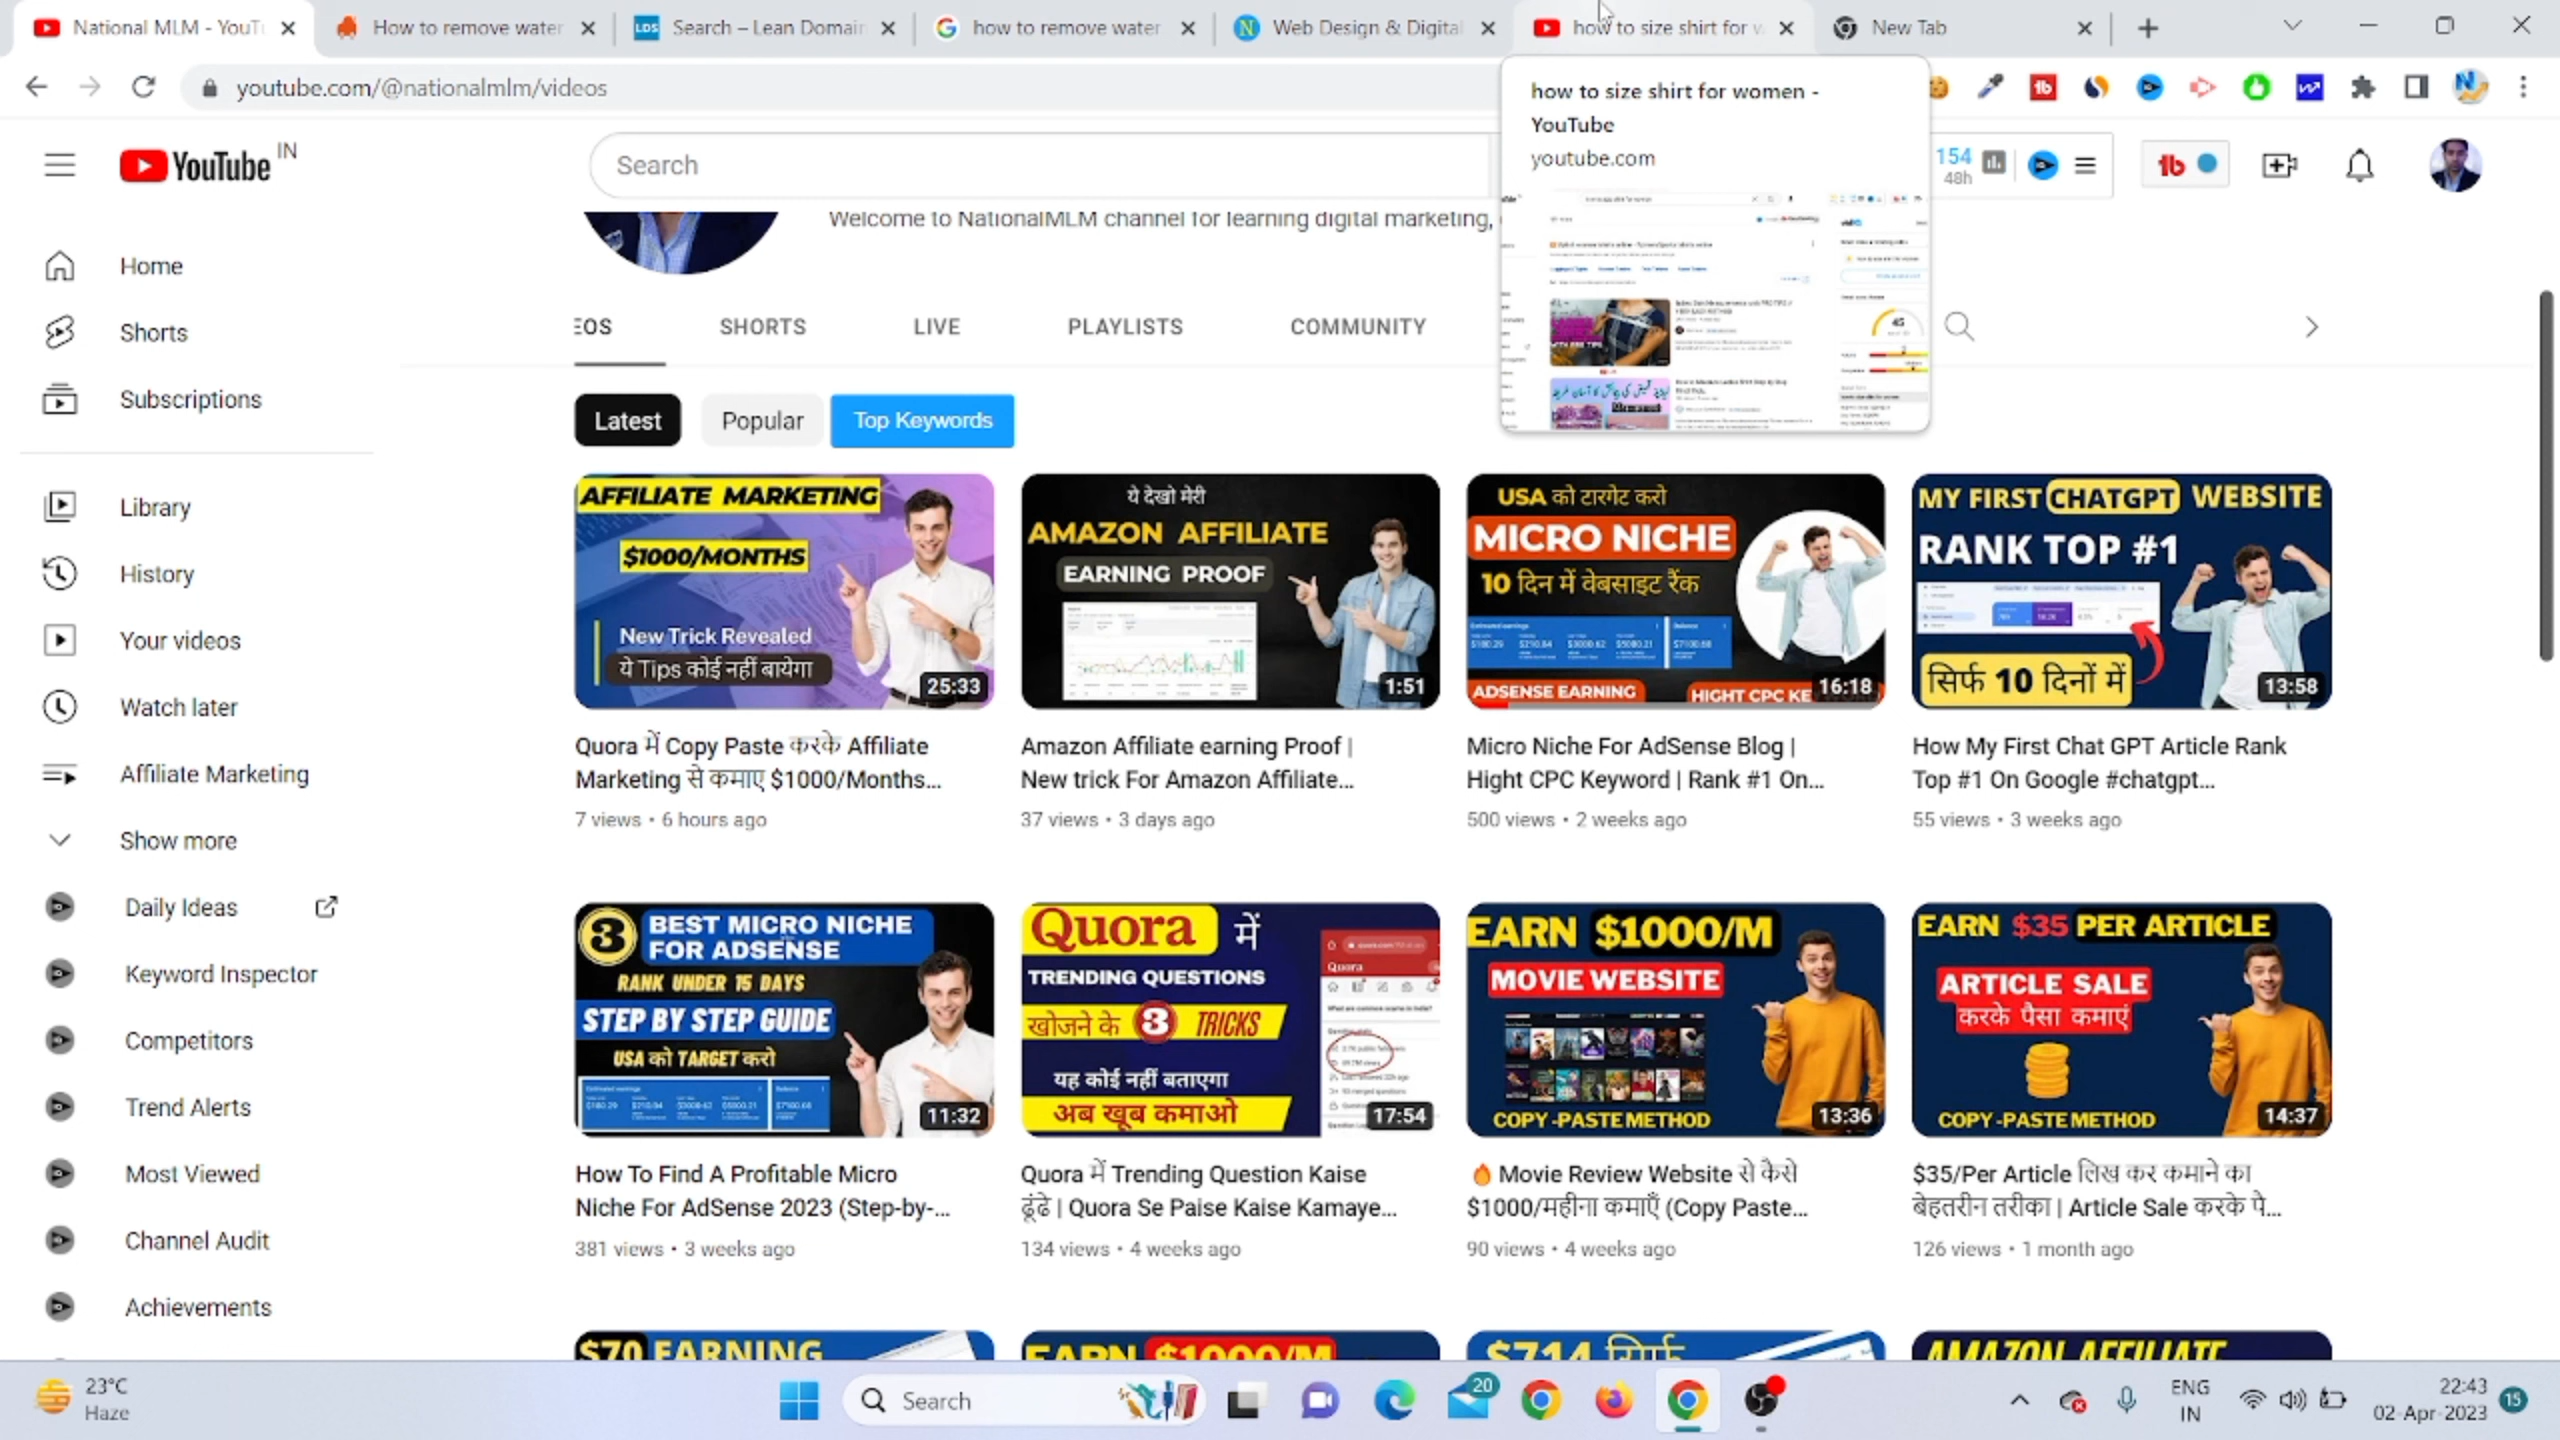 National MLM - YouT
How to remove water
Search – Lean Domain
how to remove water
Web Design & Digital
how to size shirt for w
New Tab
youtube.com/@nationalmlm/videos
how to size shirt for women -
YouTube
youtube.com
YouTube IN
Search
154
48h
Welcome to NationalMLM channel for learning digital marketing,
Home
Shorts
Subscriptions
Library
History
Your videos
Watch later
Affiliate Marketing
Show more
Daily Ideas
Keyword Inspector
Competitors
Trend Alerts
Most Viewed
Channel Audit
Achievements
EOS
SHORTS
LIVE
PLAYLISTS
COMMUNITY
45
Latest
Popular
Top Keywords
AFFILIATE MARKETING
$1000/MONTHS
New Trick Revealed
ये Tips कोई नहीं बायेगा
25:33
Quora में Copy Paste करके Affiliate
Marketing से कमाए $1000/Months...
7 views • 6 hours ago
ये देखो मेरी
AMAZON AFFILIATE
EARNING PROOF
1:51
Amazon Affiliate earning Proof |
New trick For Amazon Affiliate...
37 views • 3 days ago
USA को टारगेट करो
MICRO NICHE
10 दिन में वेबसाइट रैंक
ADSENSE EARNING
HIGHT CPC KE
16:18
Micro Niche For AdSense Blog |
Hight CPC Keyword | Rank #1 On...
500 views • 2 weeks ago
MY FIRST CHATGPT WEBSITE
RANK TOP #1
सिर्फ 10 दिनों में
13:58
How My First Chat GPT Article Rank
Top #1 On Google #chatgpt...
55 views • 3 weeks ago
3 BEST MICRO NICHE
FOR ADSENSE
RANK UNDER 15 DAYS
STEP BY STEP GUIDE
USA को TARGET करो
11:32
How To Find A Profitable Micro
Niche For AdSense 2023 (Step-by-...
381 views • 3 weeks ago
Quora में
TRENDING QUESTIONS
खोजने के 3 TRICKS
यह कोई नहीं बताएगा
अब खूब कमाओ
Quora
17:54
Quora में Trending Question Kaise
ढूंढे | Quora Se Paise Kaise Kamaye...
134 views • 4 weeks ago
EARN $1000/M
MOVIE WEBSITE
COPY -PASTE METHOD
13:36
🔥 Movie Review Website से कैसे
$1000/महीना कमाएँ (Copy Paste...
90 views • 4 weeks ago
EARN $35 PER ARTICLE
ARTICLE SALE
करके पैसा कमाएं
COPY -PASTE METHOD
14:37
$35/Per Article लिख कर कमाने का
बेहतरीन तरीका | Article Sale करके पै...
126 views • 1 month ago
$70 EARNING
EARN $1000/M
$714 सिर्फ
AMAZON AFFILIATE
23°C
Haze
Search
20
ENG
IN
22:43
02-Apr-2023
15